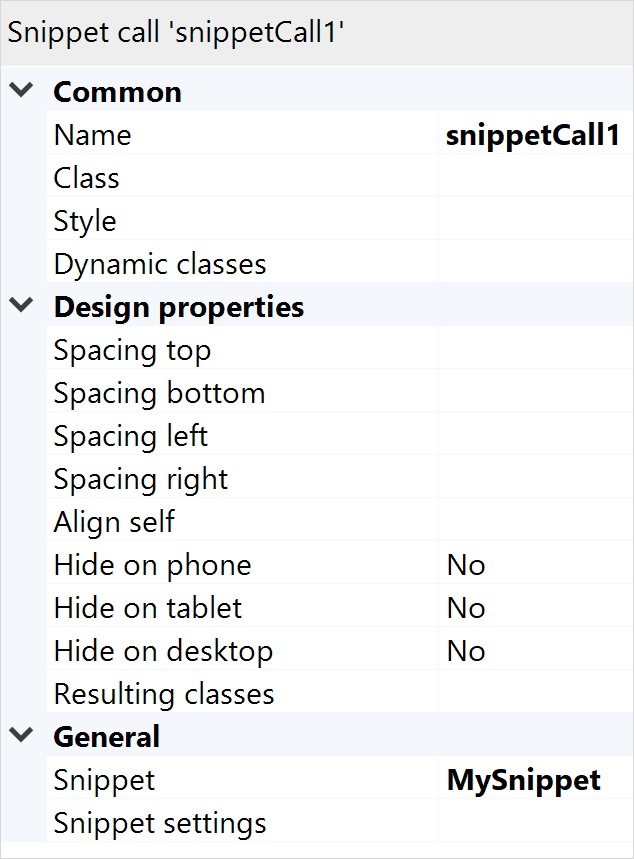 Snippet call 'snippetCall1'
Common
Name snippetCall1
Class
Style
Dynamic classes
Design properties
Spacing top
Spacing bottom
Spacing left
Spacing right
Align self
Hide on phone No
Hide on tablet No
Hide on desktop No
Resulting classes
General
Snippet MySnippet
Snippet settings